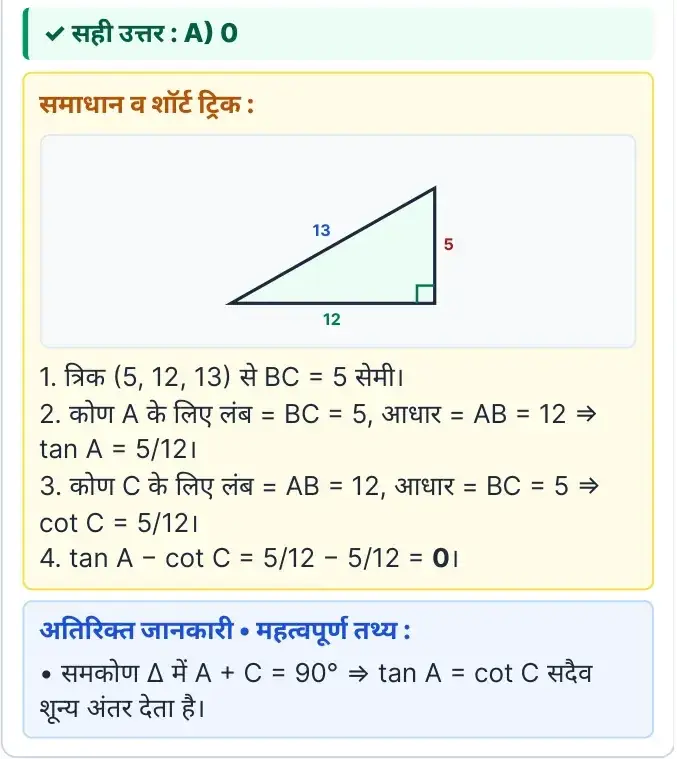 ✓ सही उत्तर : A) 0
समाधान व शॉर्ट ट्रिक :
13
5
12
1. त्रिक (5, 12, 13) से BC = 5 सेमी।
2. कोण A के लिए लंब = BC = 5, आधार = AB = 12 ⇒
tan A = 5/12।
3. कोण C के लिए लंब = AB = 12, आधार = BC = 5 ⇒
cot C = 5/12।
4. tan A − cot C = 5/12 − 5/12 = 0।
अतिरिक्त जानकारी • महत्वपूर्ण तथ्य :
• समकोण Δ में A + C = 90° ⇒ tan A = cot C सदैव
शून्य अंतर देता है।